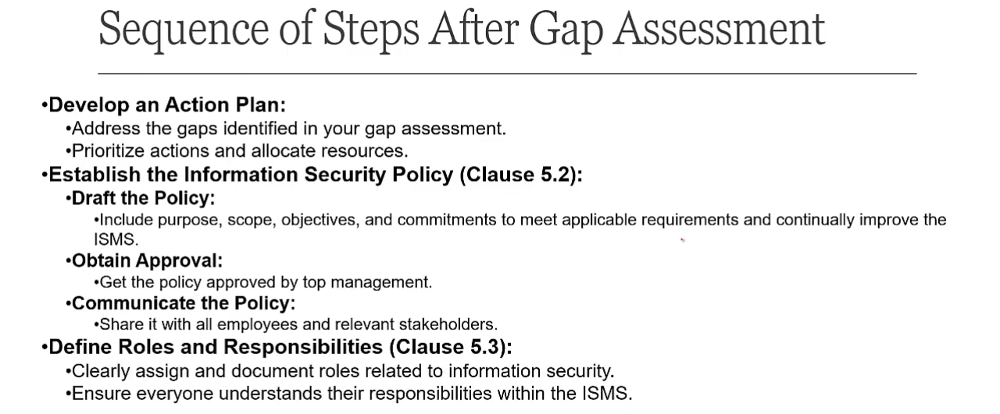 Sequence of Steps After Gap Assessment
•Develop an Action Plan:
•Address the gaps identified in your gap assessment.
•Prioritize actions and allocate resources.
•Establish the Information Security Policy (Clause 5.2):
•Draft the Policy:
•Include purpose, scope, objectives, and commitments to meet applicable requirements and continually improve the
ISMS.
•Obtain Approval:
•Get the policy approved by top management.
•Communicate the Policy:
•Share it with all employees and relevant stakeholders.
•Define Roles and Responsibilities (Clause 5.3):
•Clearly assign and document roles related to information security.
•Ensure everyone understands their responsibilities within the ISMS.